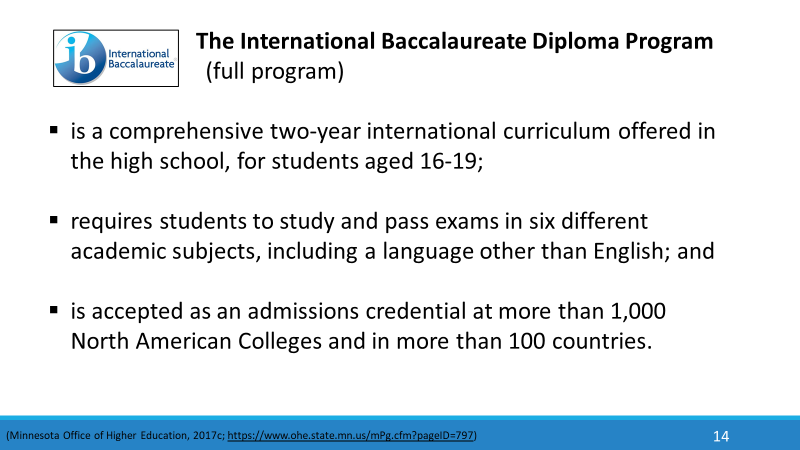 ib International
Baccalaureate
The International Baccalaureate Diploma Program
(full program)
▪ is a comprehensive two-year international curriculum offered in
the high school, for students aged 16-19;
▪ requires students to study and pass exams in six different
academic subjects, including a language other than English; and
▪ is accepted as an admissions credential at more than 1,000
North American Colleges and in more than 100 countries.
(Minnesota Office of Higher Education, 2017c; https://www.ohe.state.mn.us/mPg.cfm?pageID=797)
14